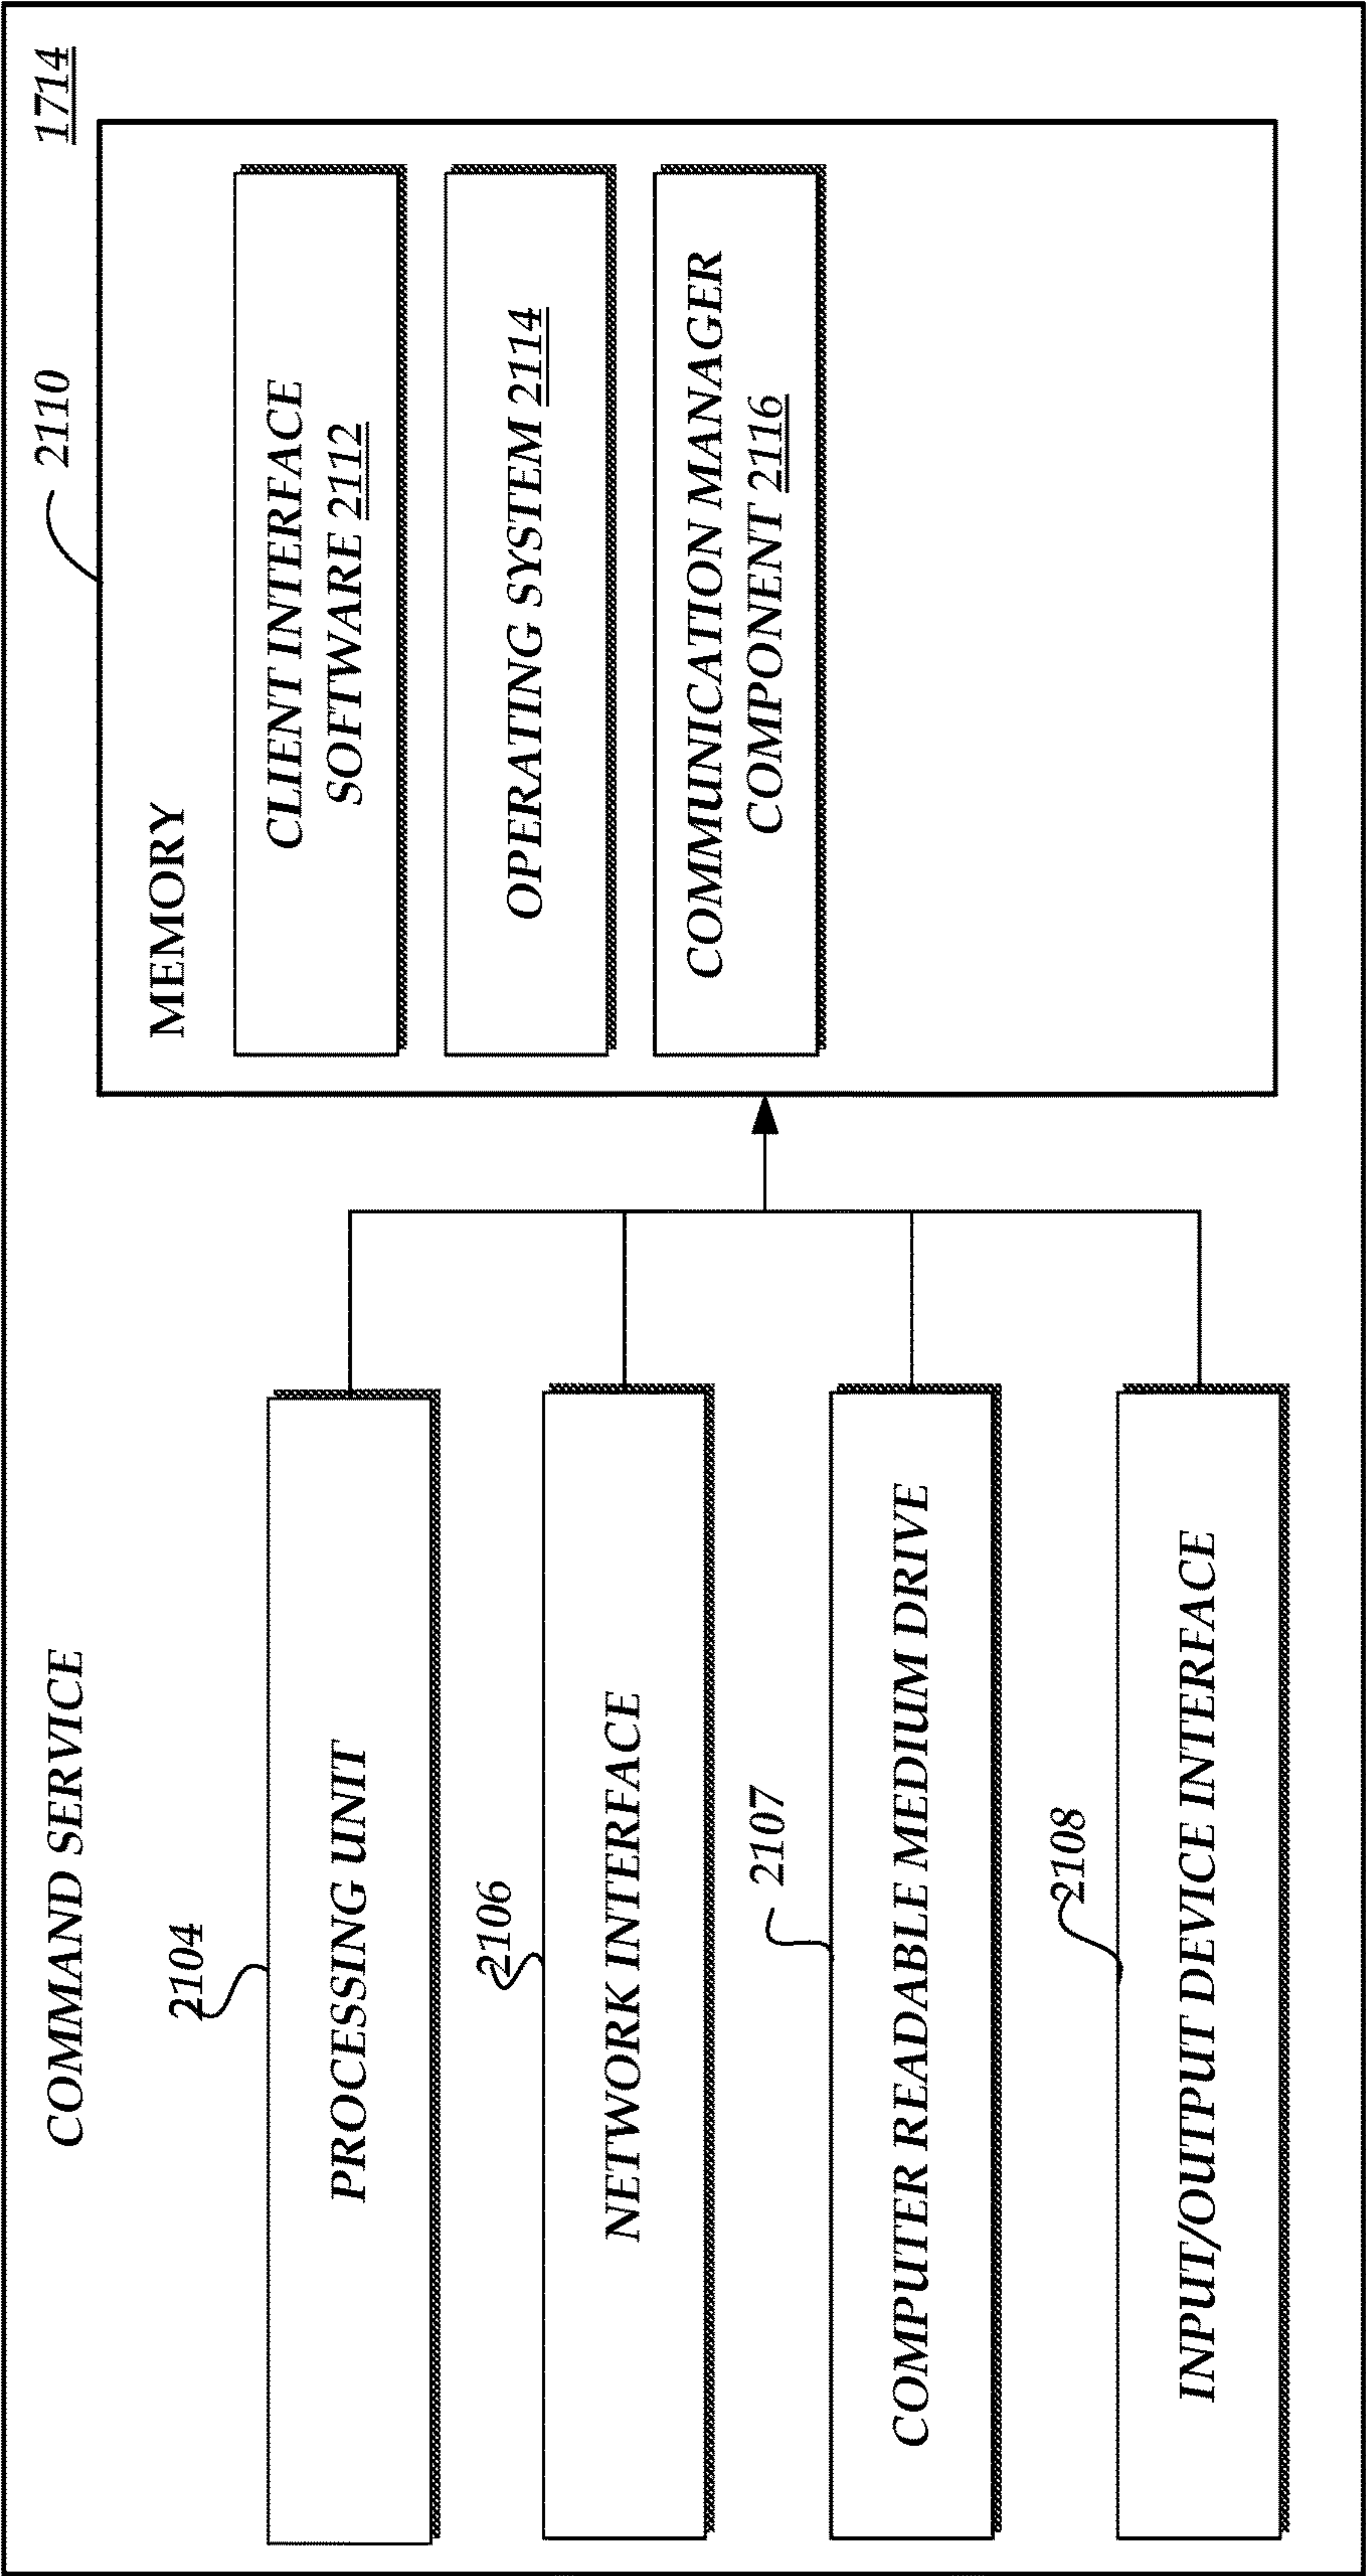 COMMAND SERVICE
1714
2104
PROCESSING UNIT
2106
NETWORK INTERFACE
2107
COMPUTER READABLE MEDIUM DRIVE
2108
INPUT/OUTPUT DEVICE INTERFACE
2110
MEMORY
CLIENT INTERFACE
SOFTWARE 2112
OPERATING SYSTEM 2114
COMMUNICATION MANAGER
COMPONENT 2116